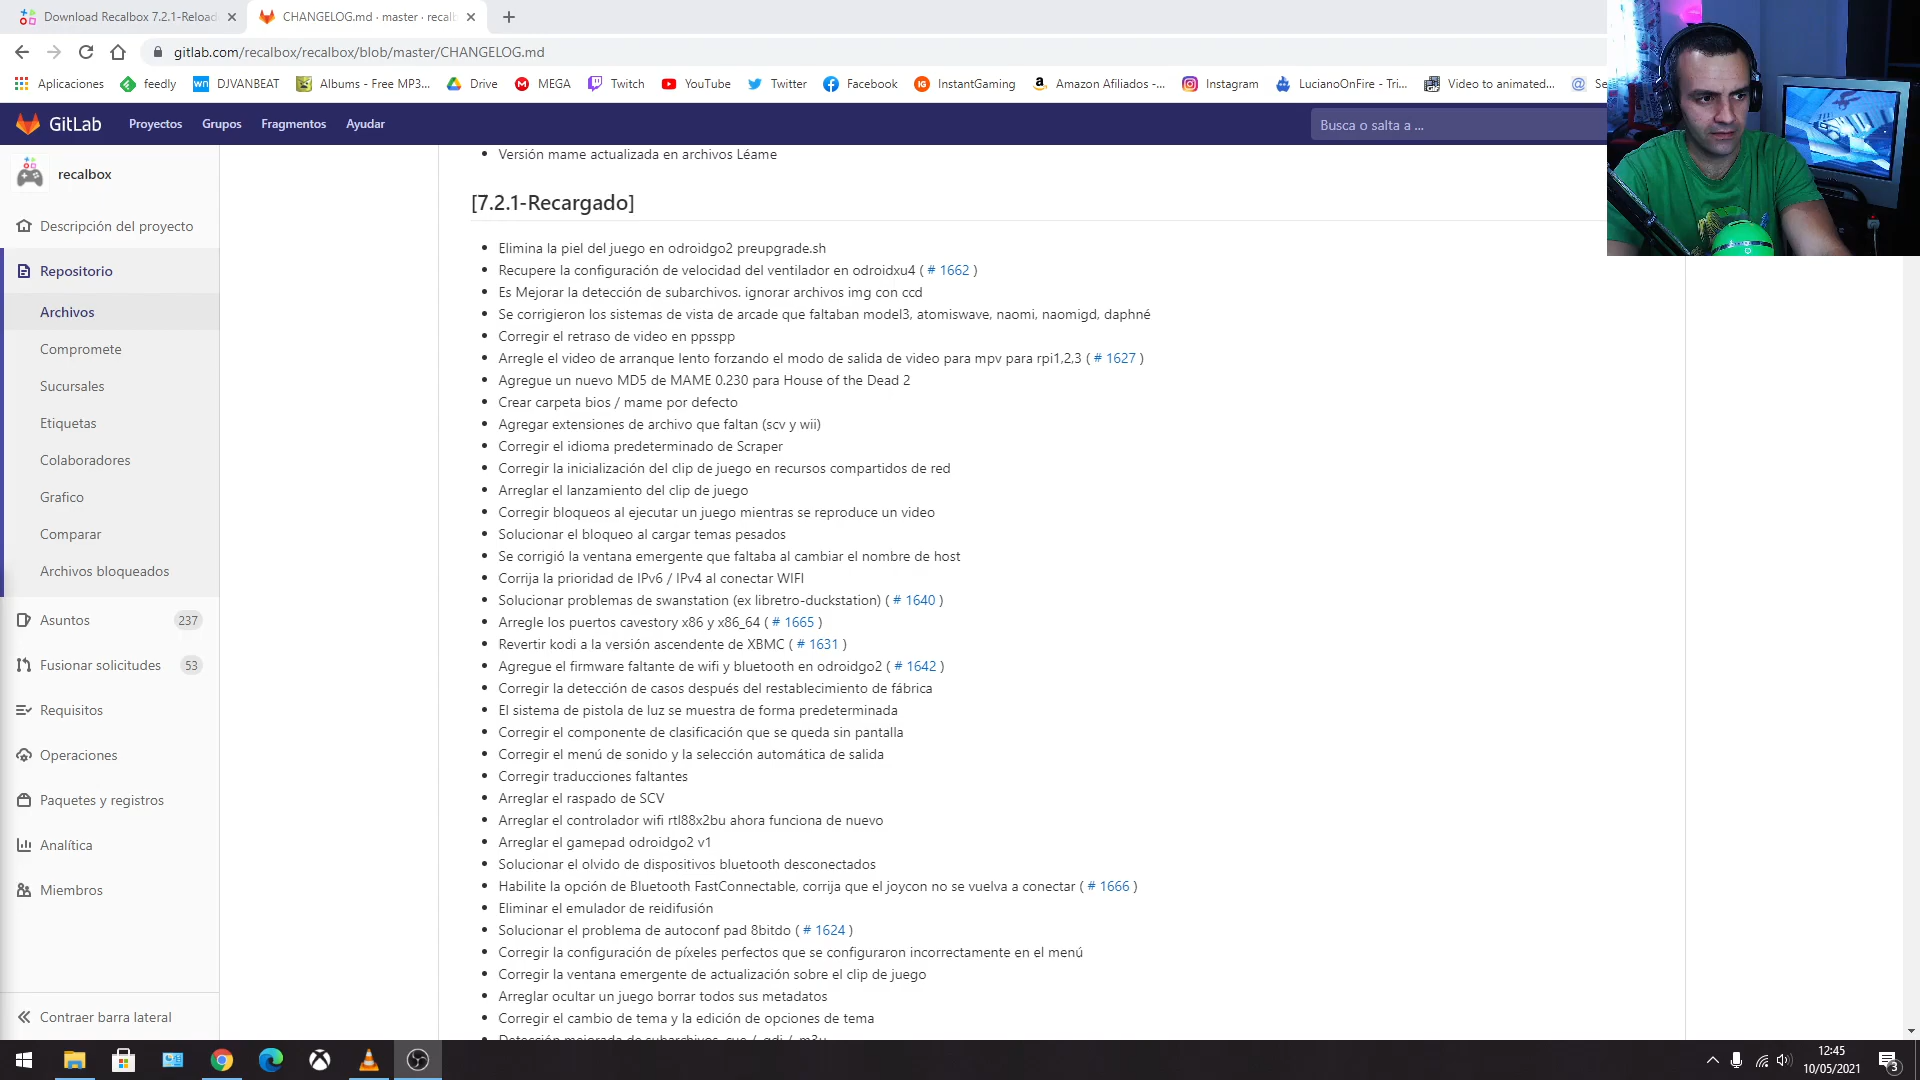 Download Recalbox 7.2.1-Reload
CHANGELOG.md · master · recalb
gitlab.com/recalbox/recalbox/blob/master/CHANGELOG.md
Aplicaciones feedly DJVANBEAT Albums - Free MP3... Drive MEGA Twitch YouTube Twitter Facebook InstantGaming Amazon Afiliados -... Instagram LucianoOnFire - Tri... Video to animated... Se
GitLab Proyectos Grupos Fragmentos Ayudar Busca o salta a ...
recalbox
Descripción del proyecto
Repositorio
Archivos
Compromete
Sucursales
Etiquetas
Colaboradores
Grafico
Comparar
Archivos bloqueados
Asuntos 237
Fusionar solicitudes 53
Requisitos
Operaciones
Paquetes y registros
Analítica
Miembros
Contraer barra lateral
Versión mame actualizada en archivos Léame
[7.2.1-Recargado]
Elimina la piel del juego en odroidgo2 preupgrade.sh
Recupere la configuración de velocidad del ventilador en odroidxu4 ( # 1662 )
Es Mejorar la detección de subarchivos. ignorar archivos img con ccd
Se corrigieron los sistemas de vista de arcade que faltaban model3, atomiswave, naomi, naomigd, daphné
Corregir el retraso de video en ppsspp
Arregle el video de arranque lento forzando el modo de salida de video para mpv para rpi1,2,3 ( # 1627 )
Agregue un nuevo MD5 de MAME 0.230 para House of the Dead 2
Crear carpeta bios / mame por defecto
Agregar extensiones de archivo que faltan (scv y wii)
Corregir el idioma predeterminado de Scraper
Corregir la inicialización del clip de juego en recursos compartidos de red
Arreglar el lanzamiento del clip de juego
Corregir bloqueos al ejecutar un juego mientras se reproduce un video
Solucionar el bloqueo al cargar temas pesados
Se corrigió la ventana emergente que faltaba al cambiar el nombre de host
Corrija la prioridad de IPv6 / IPv4 al conectar WIFI
Solucionar problemas de swanstation (ex libretro-duckstation) ( # 1640 )
Arregle los puertos cavestory x86 y x86_64 ( # 1665 )
Revertir kodi a la versión ascendente de XBMC ( # 1631 )
Agregue el firmware faltante de wifi y bluetooth en odroidgo2 ( # 1642 )
Corregir la detección de casos después del restablecimiento de fábrica
El sistema de pistola de luz se muestra de forma predeterminada
Corregir el componente de clasificación que se queda sin pantalla
Corregir el menú de sonido y la selección automática de salida
Corregir traducciones faltantes
Arreglar el raspado de SCV
Arreglar el controlador wifi rtl88x2bu ahora funciona de nuevo
Arreglar el gamepad odroidgo2 v1
Solucionar el olvido de dispositivos bluetooth desconectados
Habilite la opción de Bluetooth FastConnectable, corrija que el joycon no se vuelva a conectar ( # 1666 )
Eliminar el emulador de reidifusión
Solucionar el problema de autoconf pad 8bitdo ( # 1624 )
Corregir la configuración de píxeles perfectos que se configuraron incorrectamente en el menú
Corregir la ventana emergente de actualización sobre el clip de juego
Arreglar ocultar un juego borrar todos sus metadatos
Corregir el cambio de tema y la edición de opciones de tema
Detección mejorada de subarchivos .cue / .gdi / .m3u
12:45
10/05/2021
3